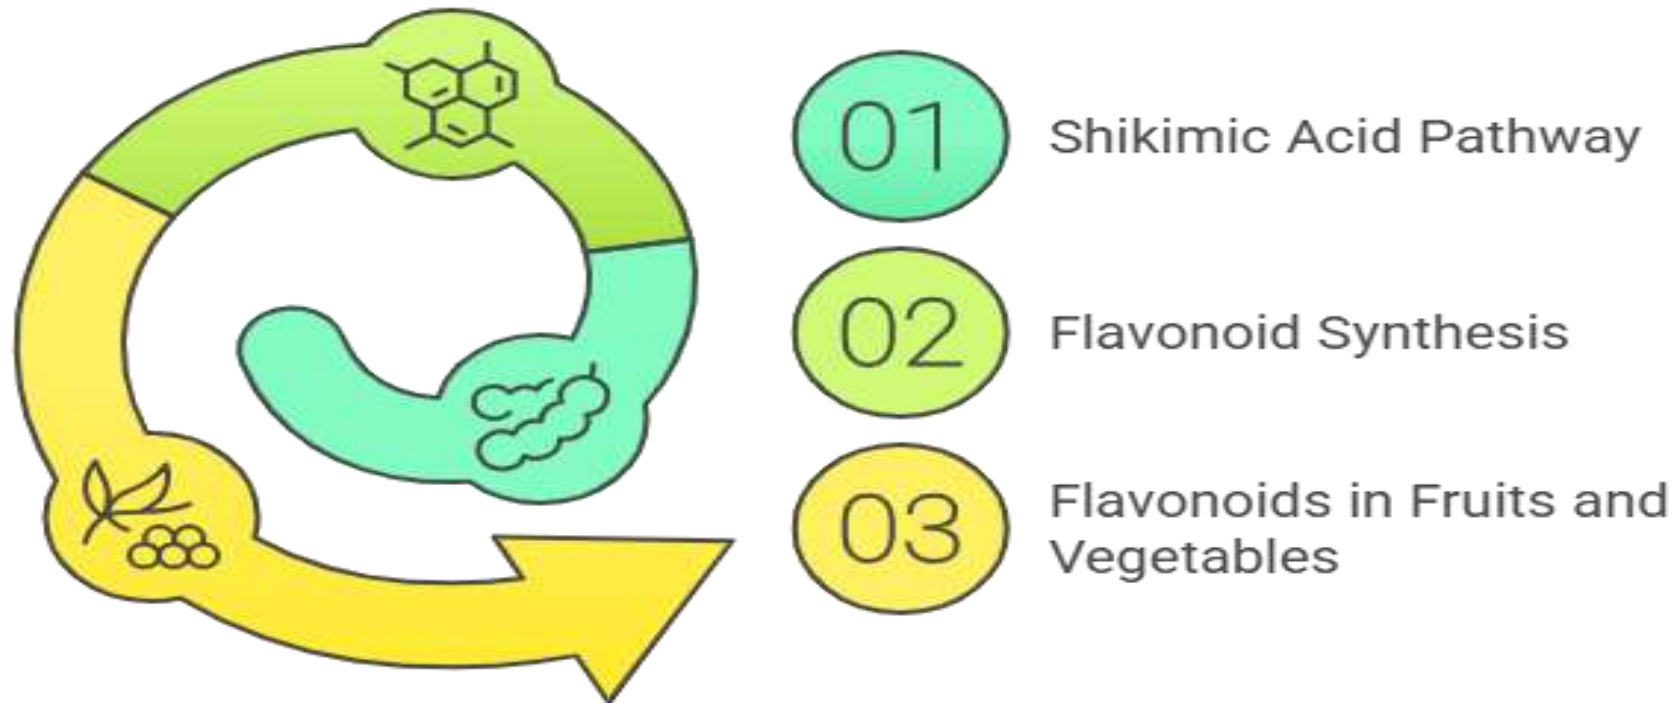 01
Shikimic Acid Pathway
02
Flavonoid Synthesis
03
Flavonoids in Fruits and
Vegetables